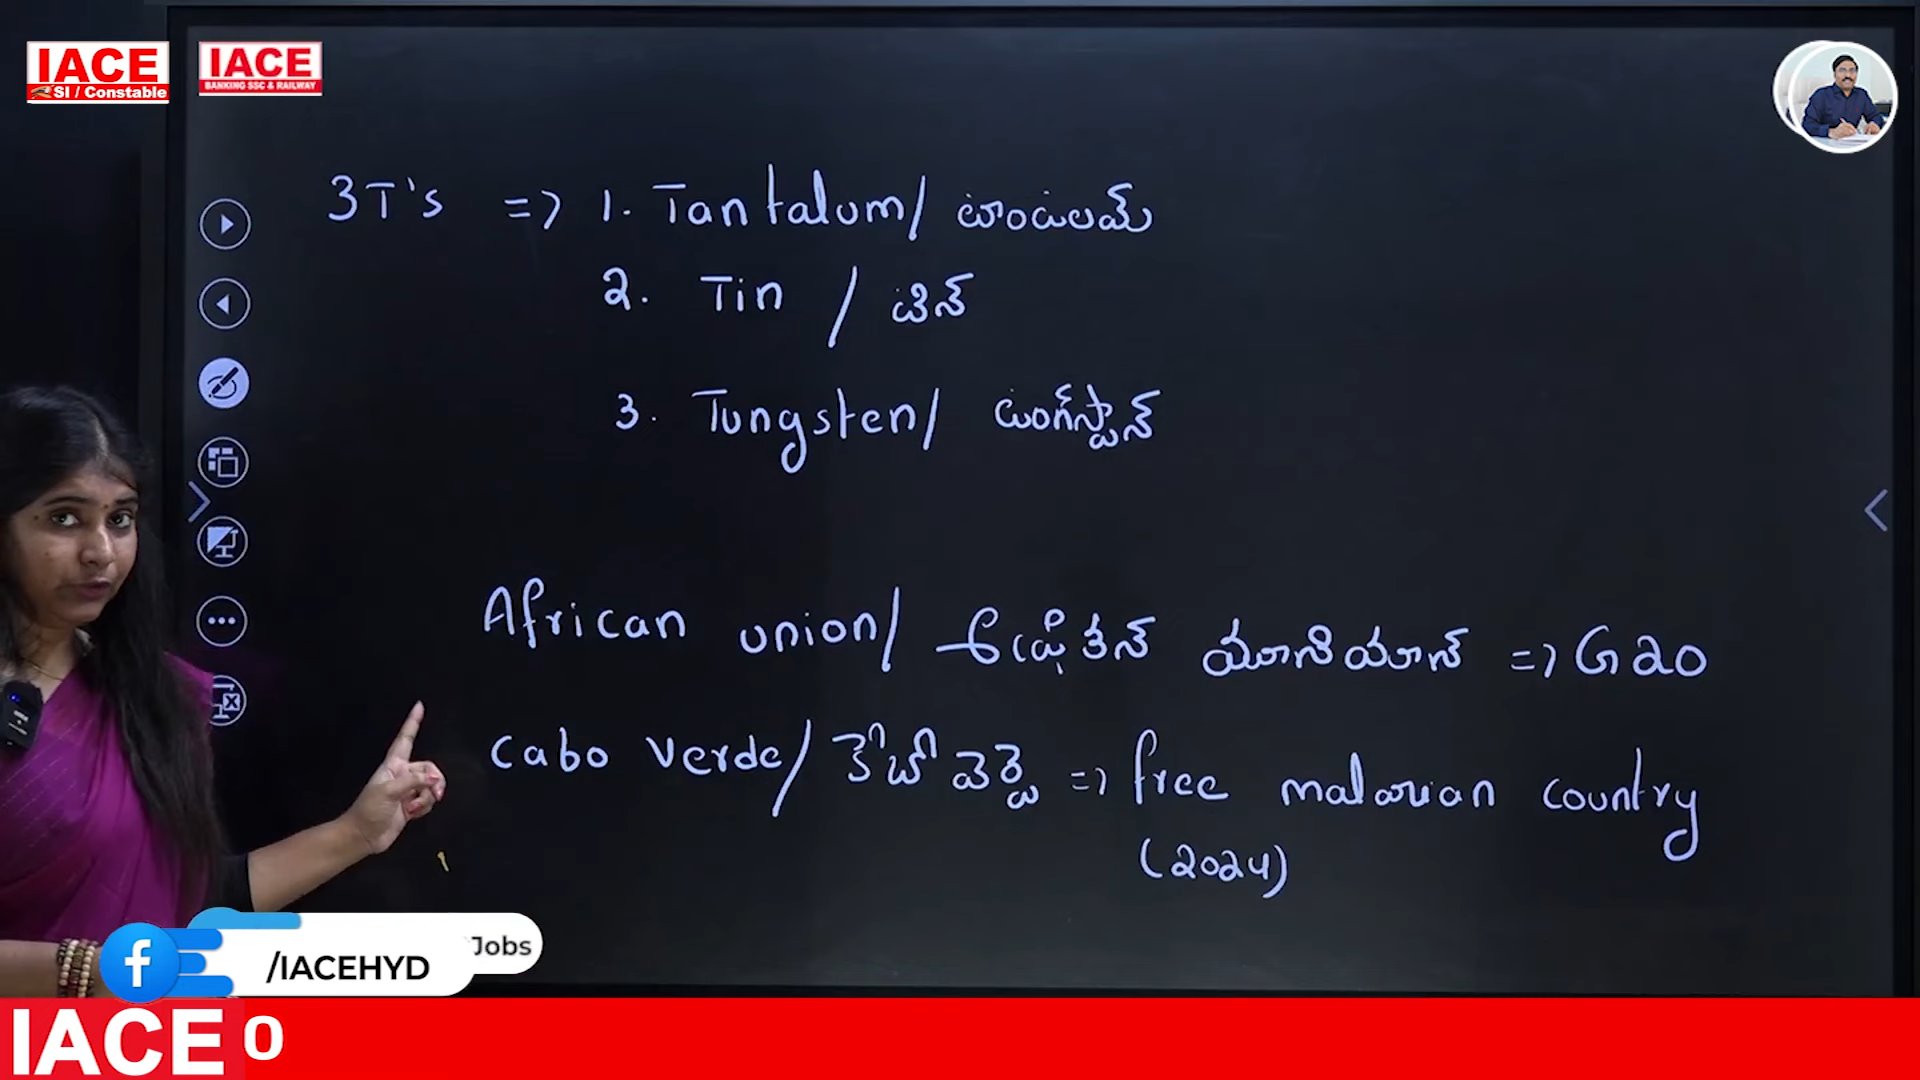 IACE
SI / Constable
IACE
BANKING SSC & RAILWAY
3T's => 1. Tantalum/ టాంటలమ్
2. Tin / టిన్
3. Tungsten/ టంగ్‌స్టాన్
African union/ ఆఫ్రికన్ యూనియన్ => G20
Cabo verde/ కేబో వెర్డె => free malarian country
(2024)
Jobs
/IACEHYD
IACE O